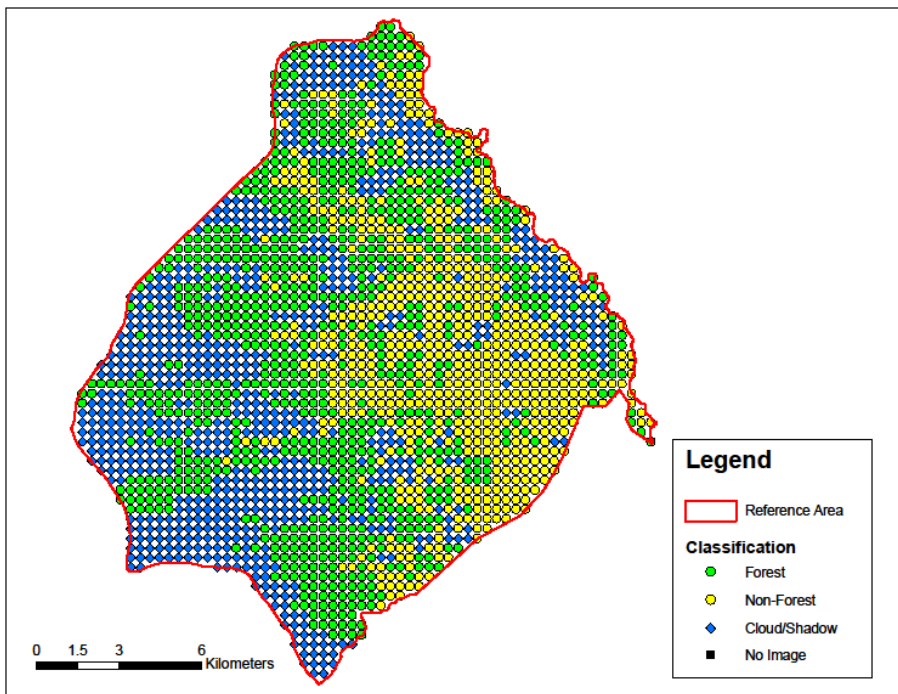 Legend
Reference Area
Classification
Forest
Non-Forest
Cloud/Shadow
No Image
0 1.5 3 6
Kilometers